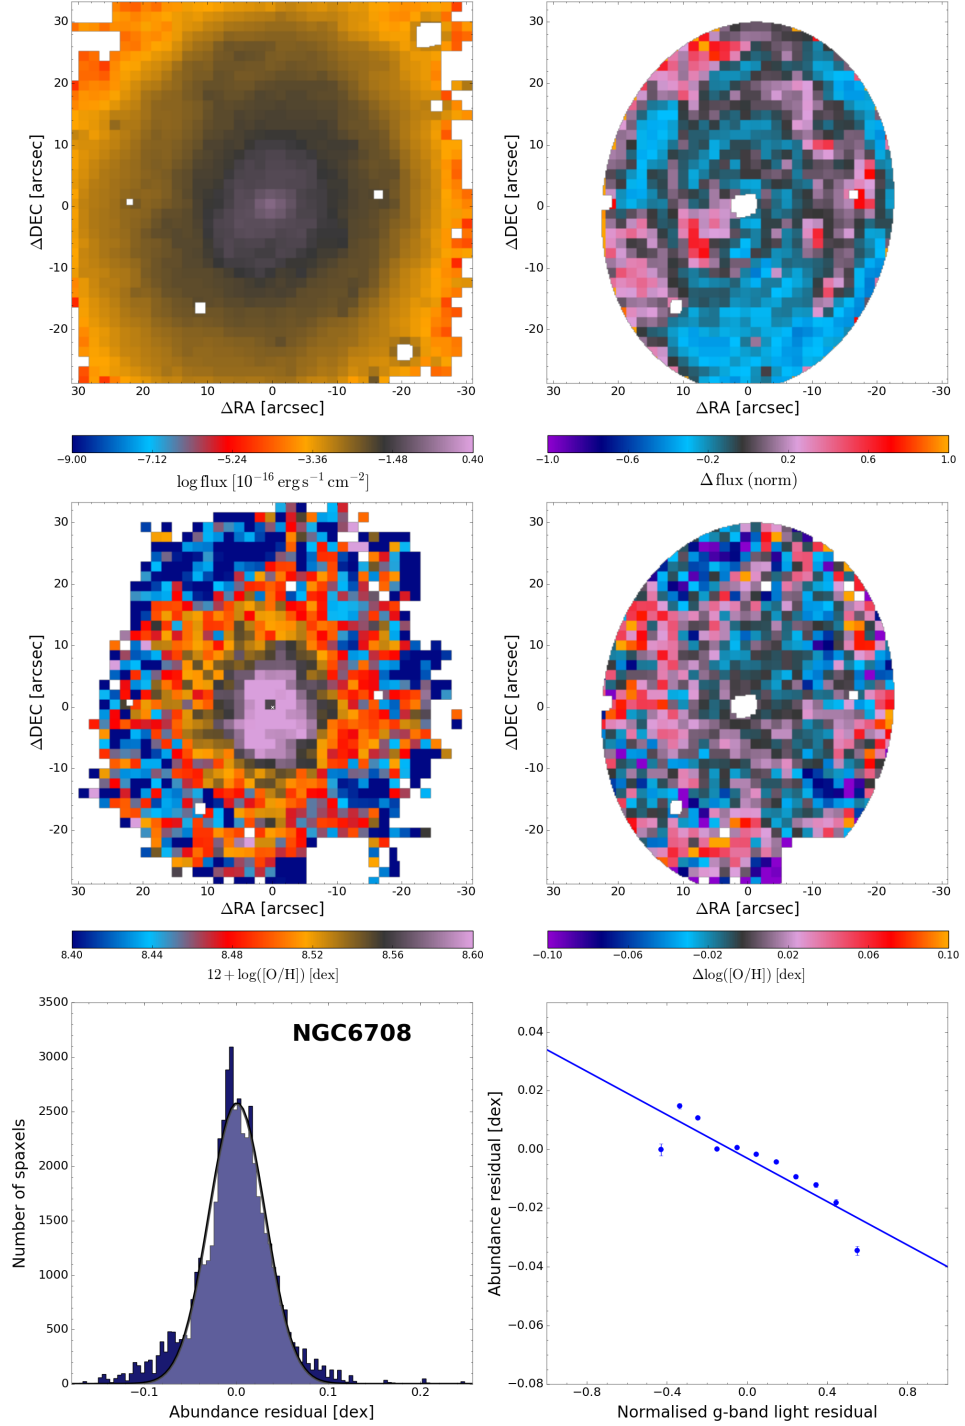 30
20
10
0
-10
-20
ΔDEC [arcsec]
30 20 10 0 -10 -20 -30
ΔRA [arcsec]
−9.00 −7.12 −5.24 −3.36 −1.48 0.40
log flux [10−16 erg s−1 cm−2]
30
20
10
0
-10
-20
ΔDEC [arcsec]
30 20 10 0 -10 -20 -30
ΔRA [arcsec]
−1.0 −0.6 −0.2 0.2 0.6 1.0
Δ flux (norm)
30
20
10
0
-10
-20
ΔDEC [arcsec]
30 20 10 0 -10 -20 -30
ΔRA [arcsec]
8.40 8.44 8.48 8.52 8.56 8.60
12 + log([O/H]) [dex]
30
20
10
0
-10
-20
ΔDEC [arcsec]
30 20 10 0 -10 -20 -30
ΔRA [arcsec]
−0.10 −0.06 −0.02 0.02 0.06 0.10
Δlog([O/H]) [dex]
NGC6708
3500
3000
2500
2000
1500
1000
500
0
Number of spaxels
−0.1 0.0 0.1 0.2
Abundance residual [dex]
0.04
0.02
0.00
−0.02
−0.04
−0.06
−0.08
Abundance residual [dex]
−0.8 −0.4 0.0 0.4 0.8
Normalised g-band light residual